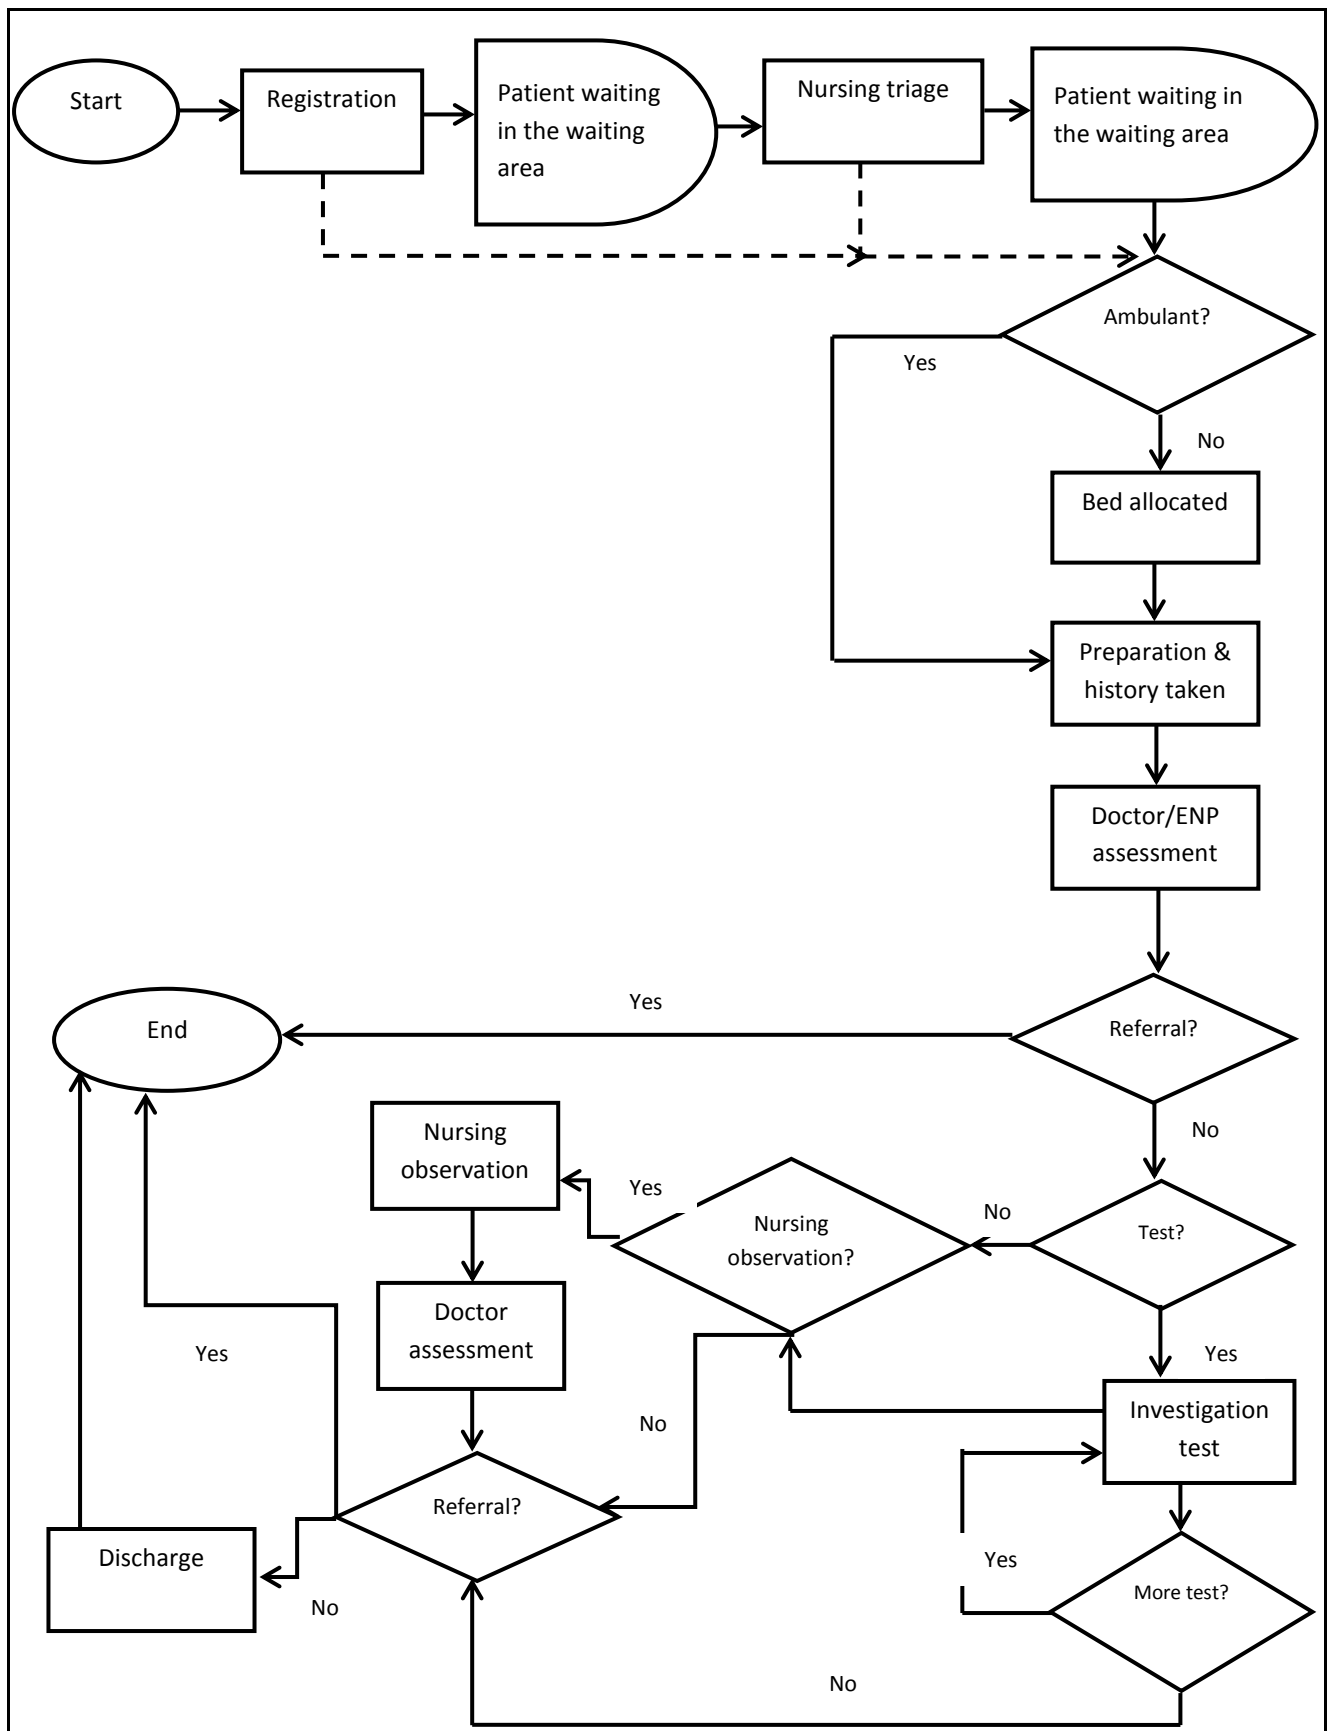 Start
Registration
Patient waiting
in the waiting
area
Nursing triage
Patient waiting in
the waiting area
Ambulant?
Yes
No
Bed allocated
Preparation &
history taken
Doctor/ENP
assessment
Referral?
Yes
End
No
Test?
No
Nursing
observation?
Yes
Nursing
observation
Doctor
assessment
Yes
Investigation
test
No
Yes
Referral?
More test?
Yes
Discharge
No
No